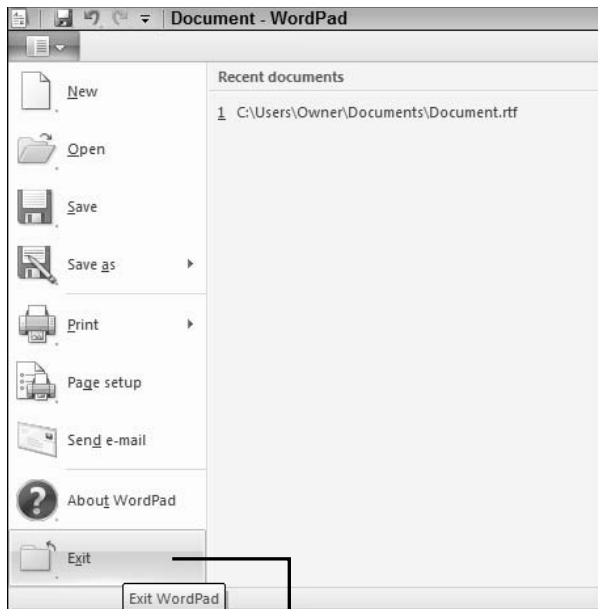 Document - WordPad
Recent documents
New
1 C:\Users\Owner\Documents\Document.rtf
Open
Save
Save as
Print
Page setup
Send e-mail
About WordPad
Exit
Exit WordPad